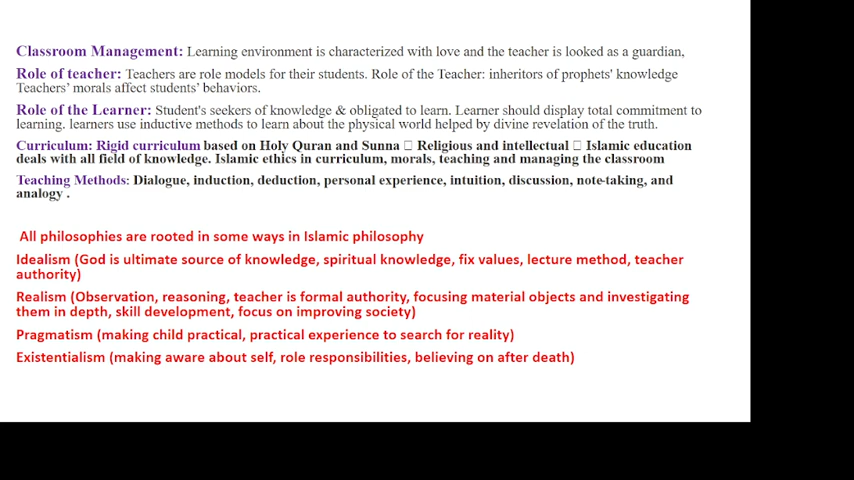 Classroom Management: Learning environment is characterized with love and the teacher is looked as a guardian,
Role of teacher: Teachers are role models for their students. Role of the Teacher: inheritors of prophets' knowledge
Teachers' morals affect students' behaviors.
Role of the Learner: Student's seekers of knowledge & obligated to learn. Learner should display total commitment to
learning. learners use inductive methods to learn about the physical world helped by divine revelation of the truth.
Curriculum: Rigid curriculum based on Holy Quran and Sunna □ Religious and intellectual □ Islamic education
deals with all field of knowledge. Islamic ethics in curriculum, morals, teaching and managing the classroom
Teaching Methods: Dialogue, induction, deduction, personal experience, intuition, discussion, note-taking, and
analogy .
All philosophies are rooted in some ways in Islamic philosophy
Idealism (God is ultimate source of knowledge, spiritual knowledge, fix values, lecture method, teacher
authority)
Realism (Observation, reasoning, teacher is formal authority, focusing material objects and investigating
them in depth, skill development, focus on improving society)
Pragmatism (making child practical, practical experience to search for reality)
Existentialism (making aware about self, role responsibilities, believing on after death)